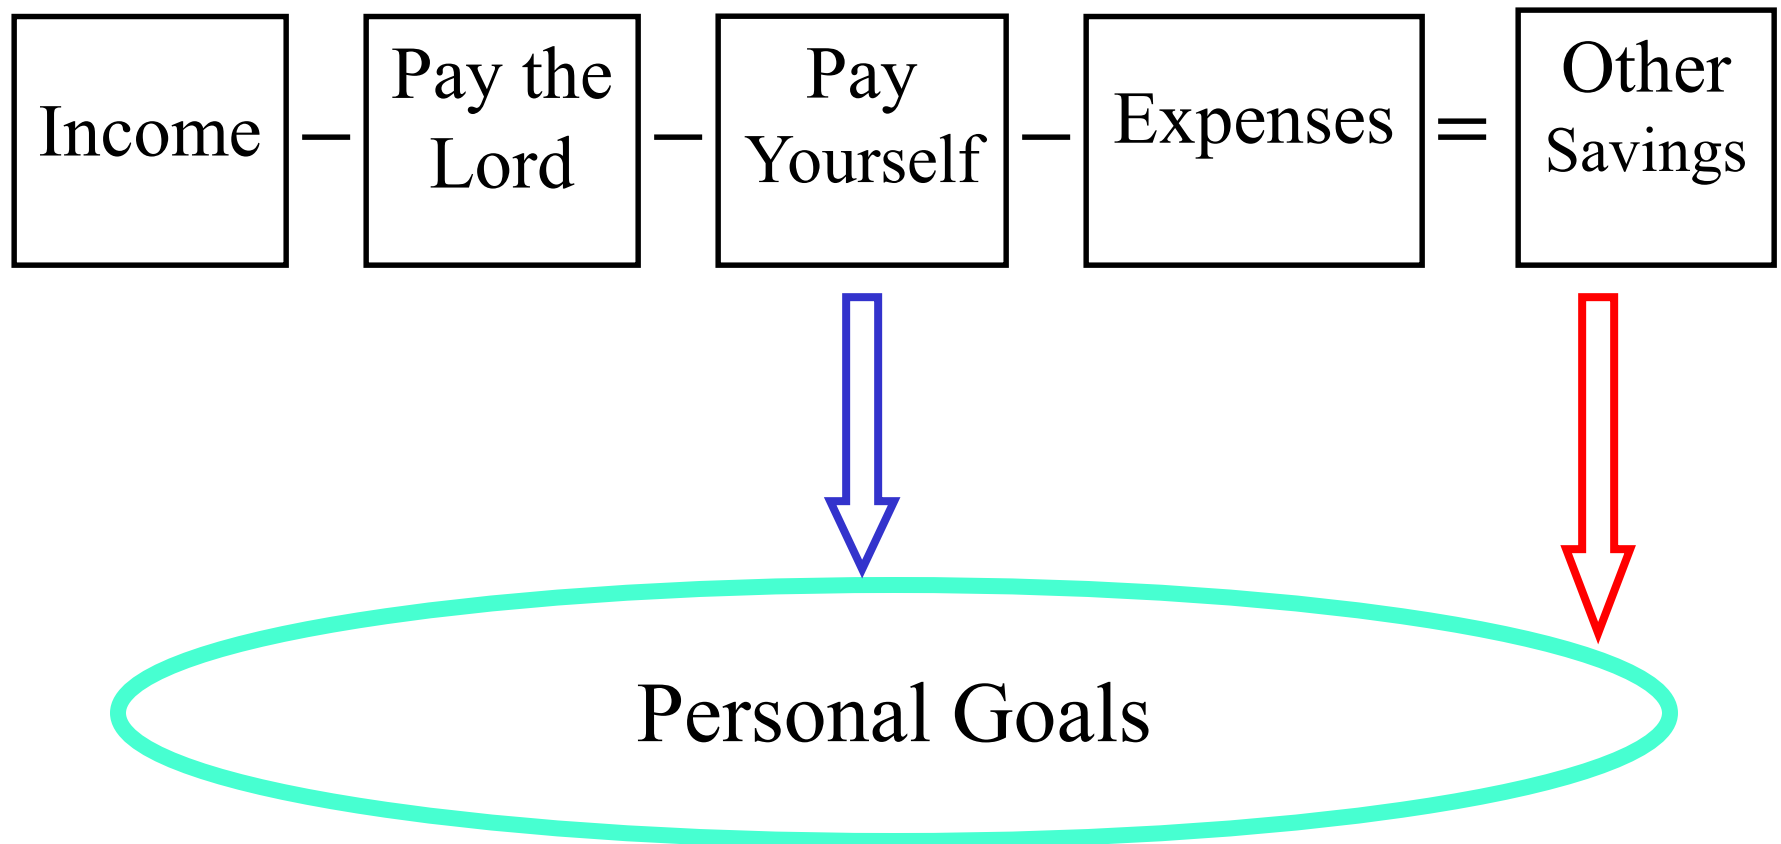 Income – Pay the Lord – Pay Yourself – Expenses = Other Savings
Personal Goals